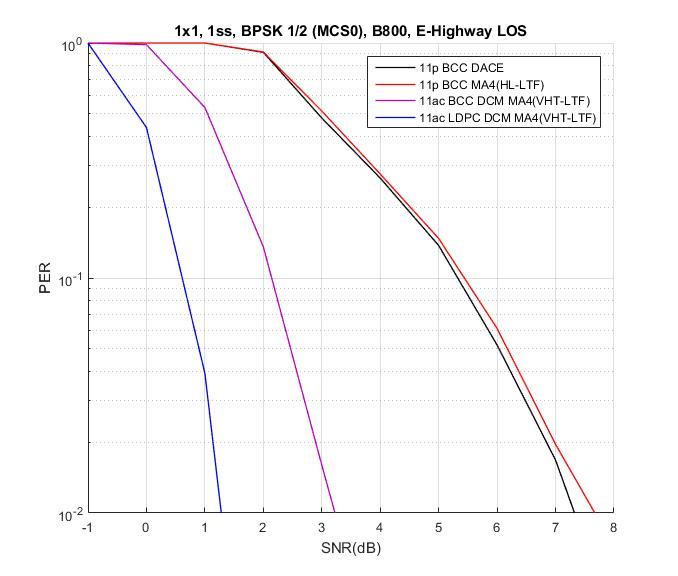 1x1, 1ss, BPSK 1/2 (MCS0), B800, E-Highway LOS
11p BCC DACE
11p BCC MA4(HL-LTF)
11ac BCC DCM MA4(VHT-LTF)
11ac LDPC DCM MA4(VHT-LTF)
PER
10^0
10^-1
10^-2
-1 0 1 2 3 4 5 6 7 8
SNR(dB)